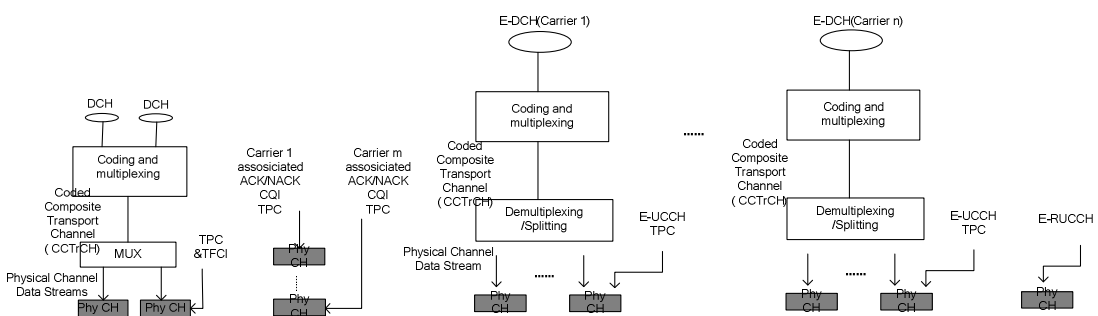 E-DCH(Carrier 1)
E-DCH(Carrier n)
DCH
DCH
Coding and
multiplexing
Coding and
multiplexing
......
Coding and
multiplexing
Coded
Composite
Transport
Channel
( CCTrCH)
MUX
TPC
&TFCI
Physical Channel
Data Streams
Phy CH
Phy CH
Carrier 1
assosiciated
ACK/NACK
CQI
TPC
Carrier m
assosiciated
ACK/NACK
CQI
TPC
Phy
CH
Phy
CH
Coded
Composite
Transport
Channel
( CCTrCH)
Demultiplexing
/Splitting
E-UCCH
TPC
Physical Channel
Data Stream
......
Phy
CH
Phy
CH
Coded
Composite
Transport
Channel
( CCTrCH)
Demultiplexing
/Splitting
E-UCCH
TPC
......
Phy
CH
Phy
CH
E-RUCCH
Phy
CH